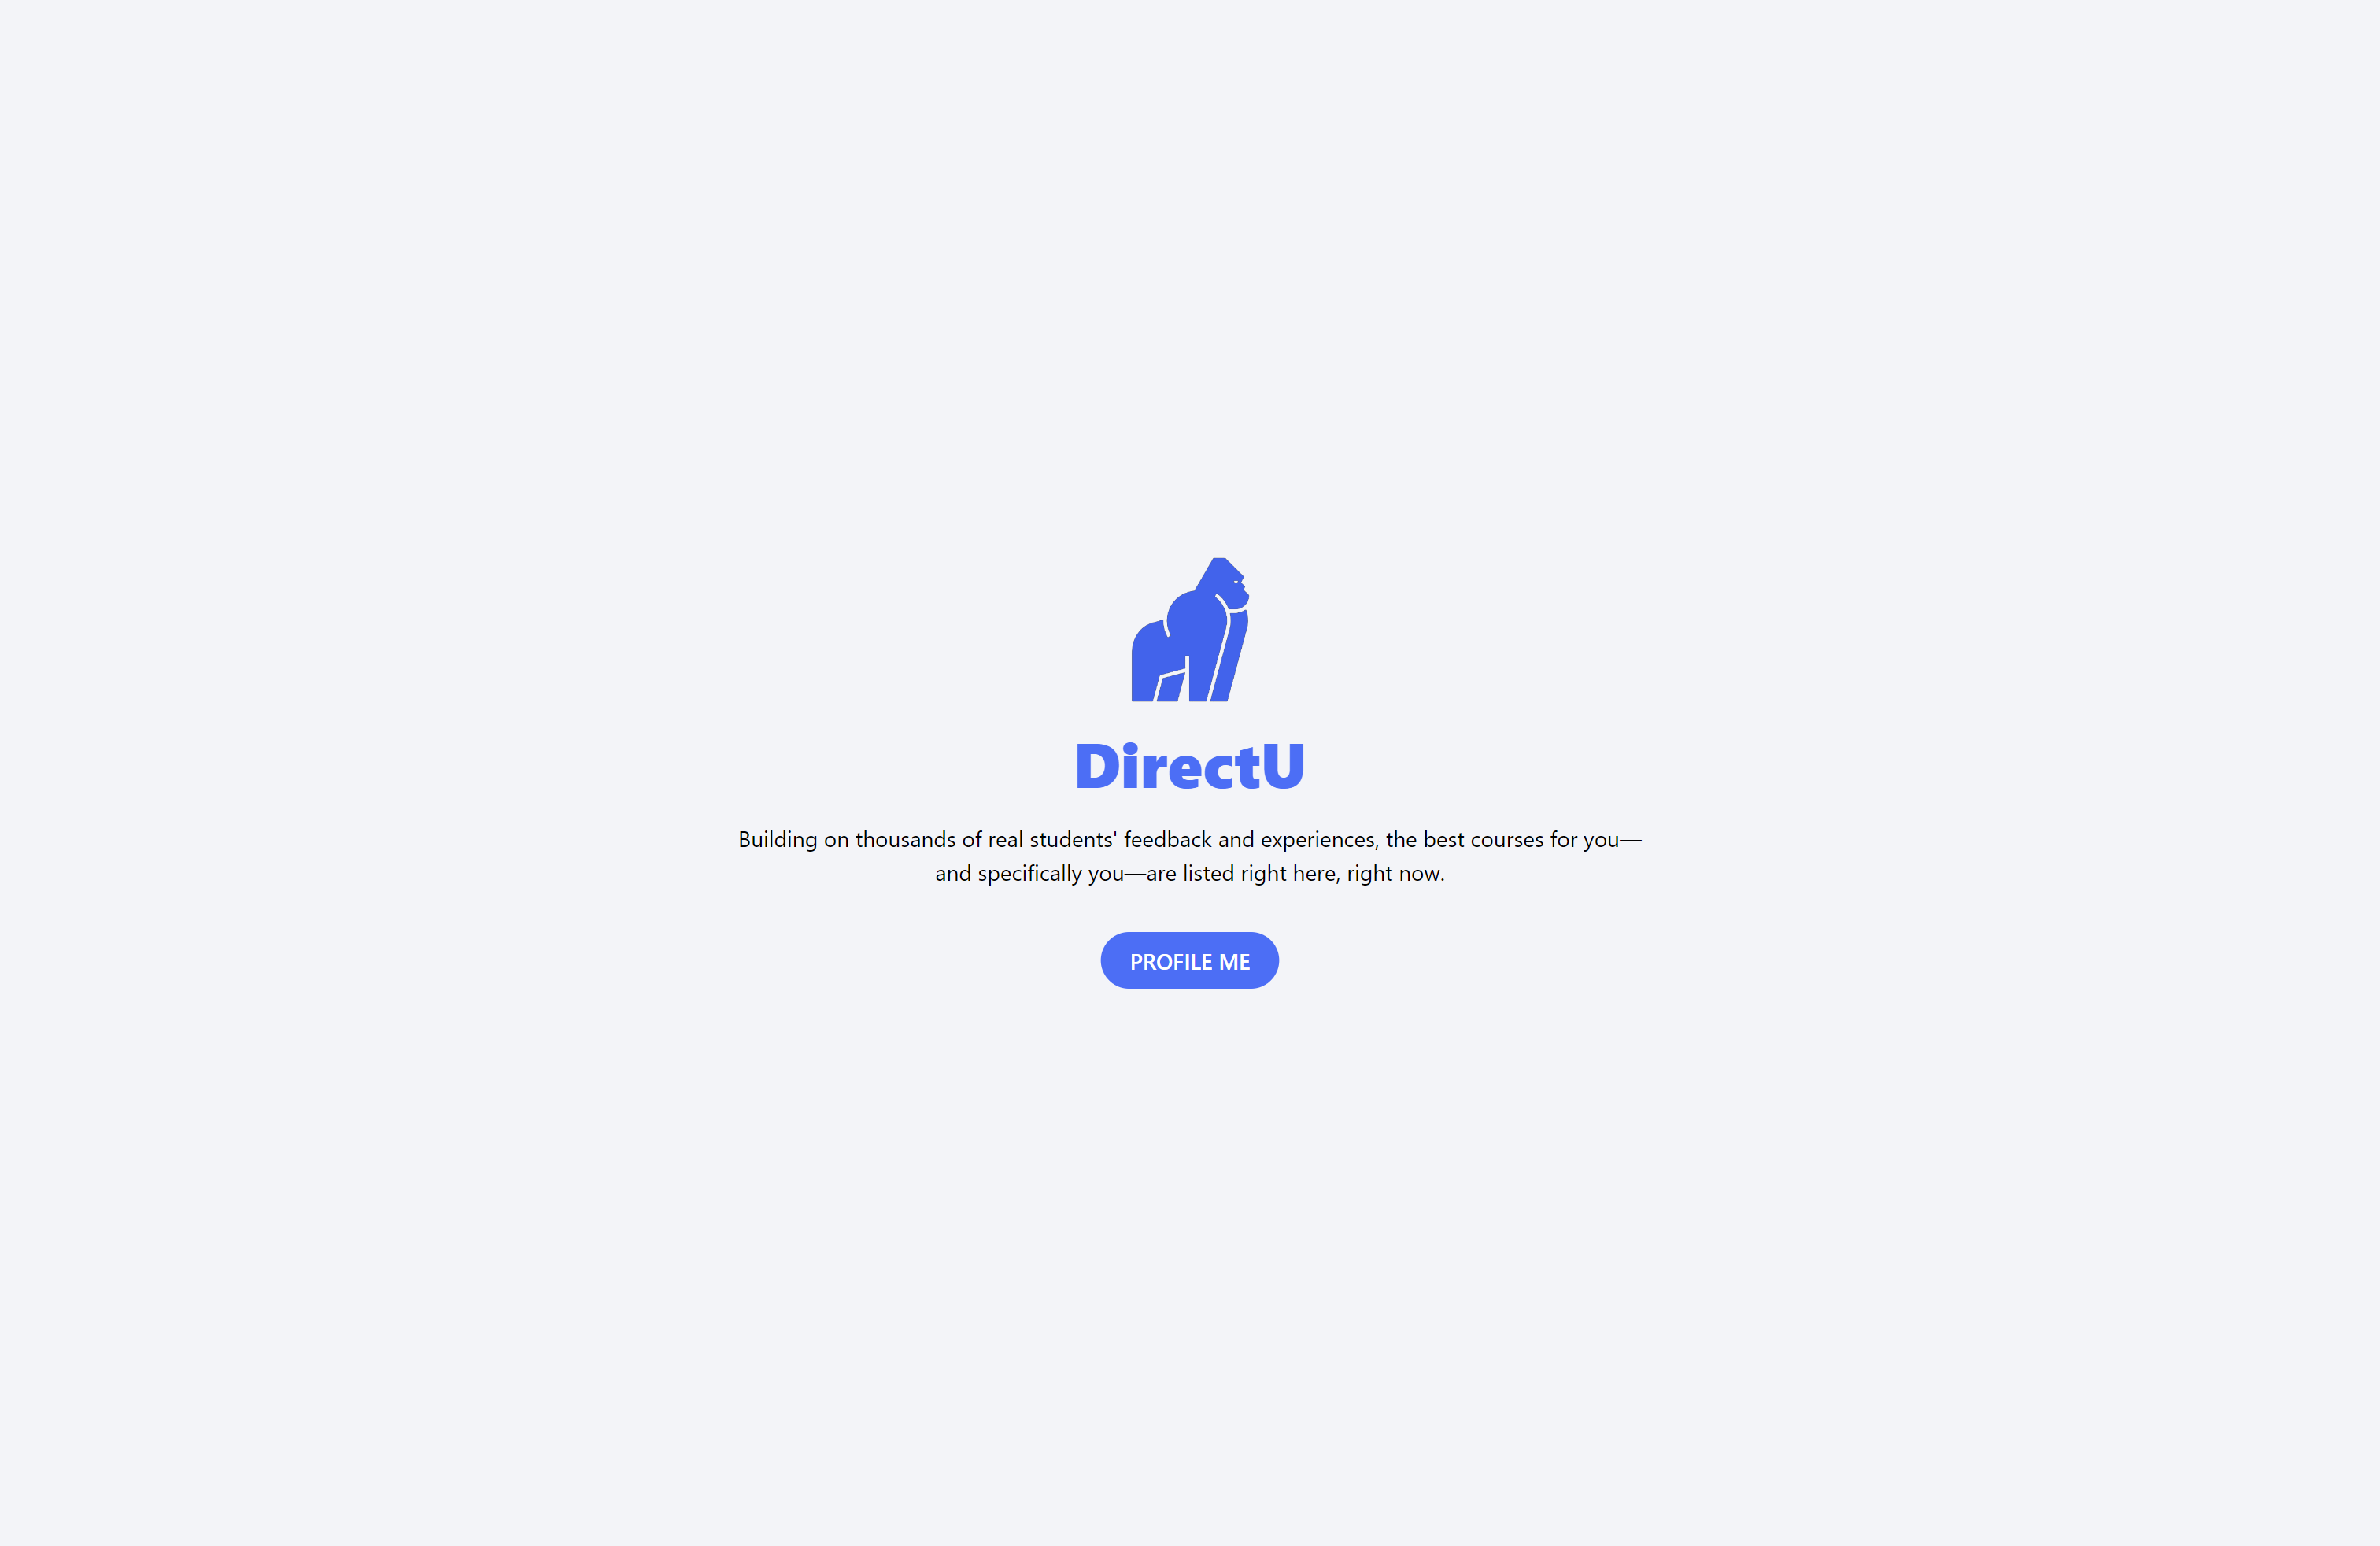 DirectU
Building on thousands of real students' feedback and experiences, the best courses for you—
and specifically you—are listed right here, right now.
PROFILE ME